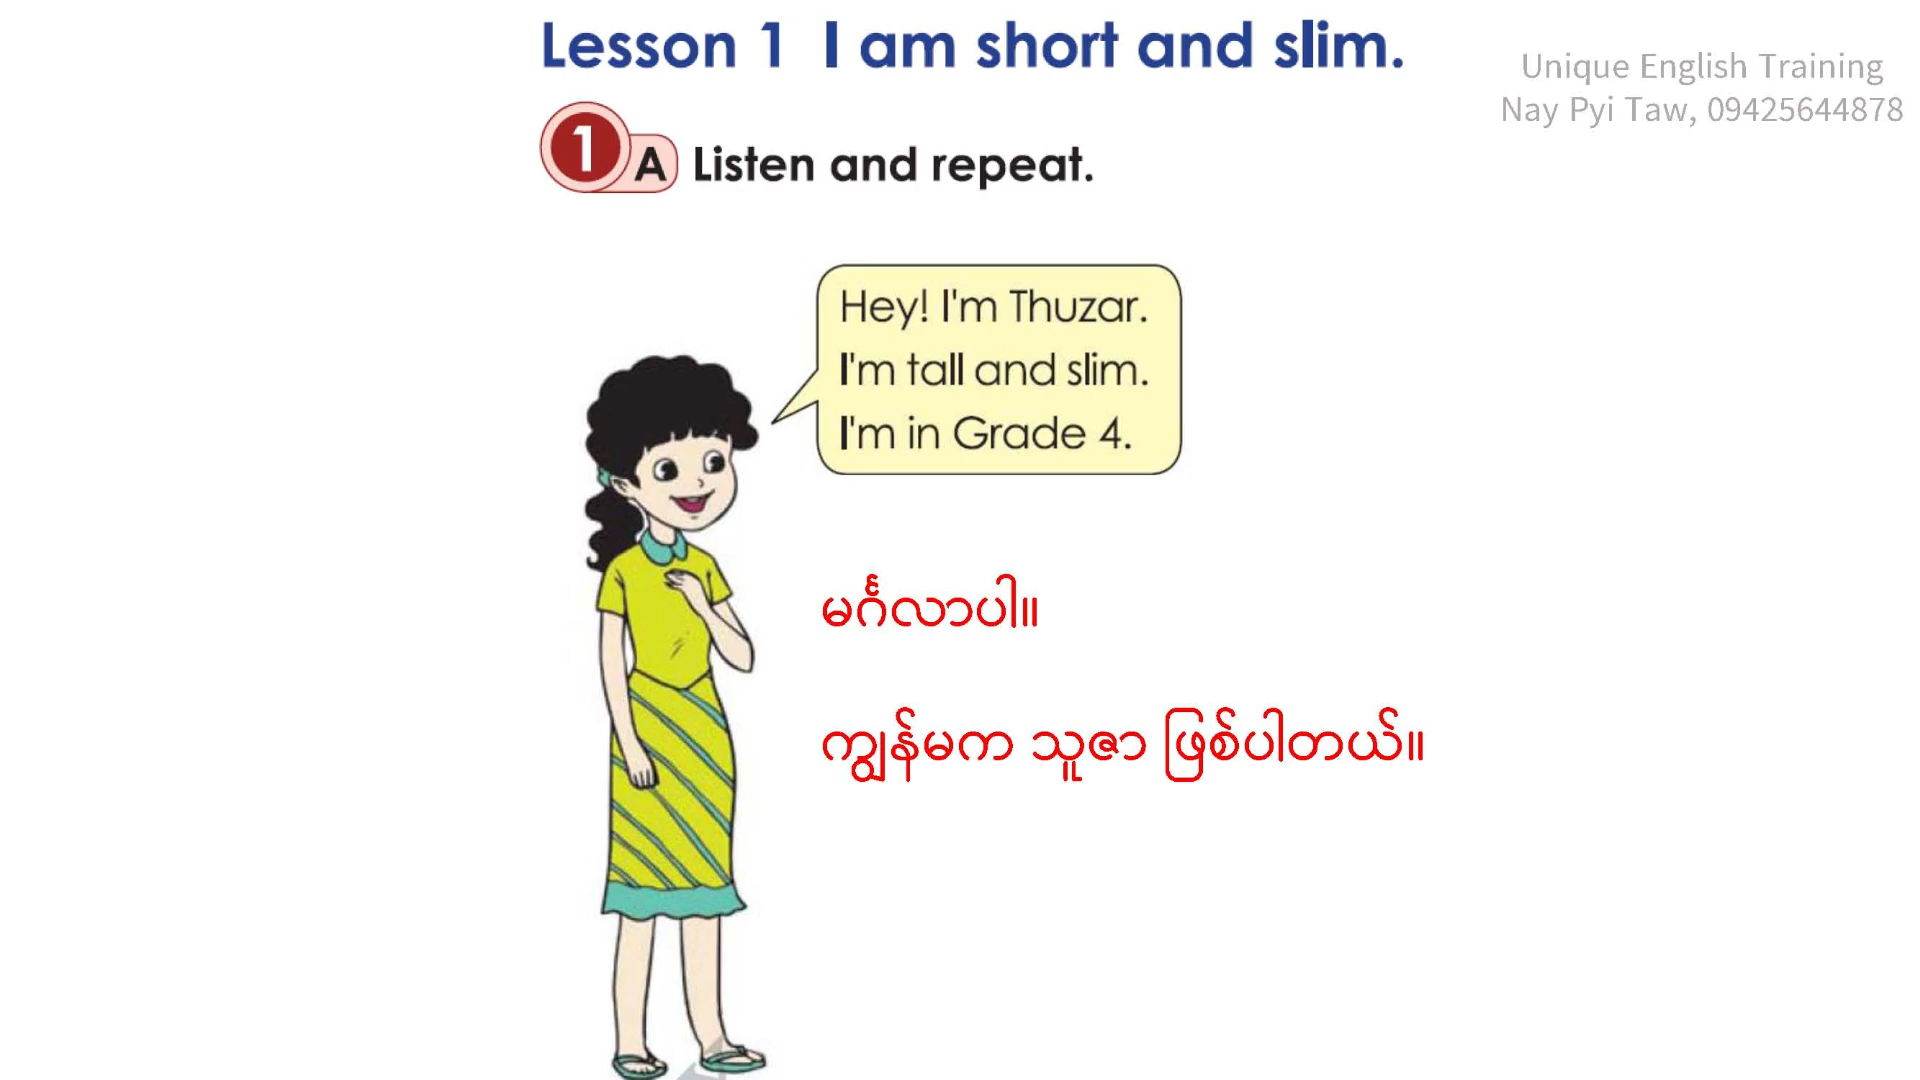 Lesson 1 I am short and slim.
Unique English Training
Nay Pyi Taw, 09425644878
1 A Listen and repeat.
Hey! I'm Thuzar.
I'm tall and slim.
I'm in Grade 4.
မင်္ဂလာပါ။
ကျွန်မက သူဇာ ဖြစ်ပါတယ်။